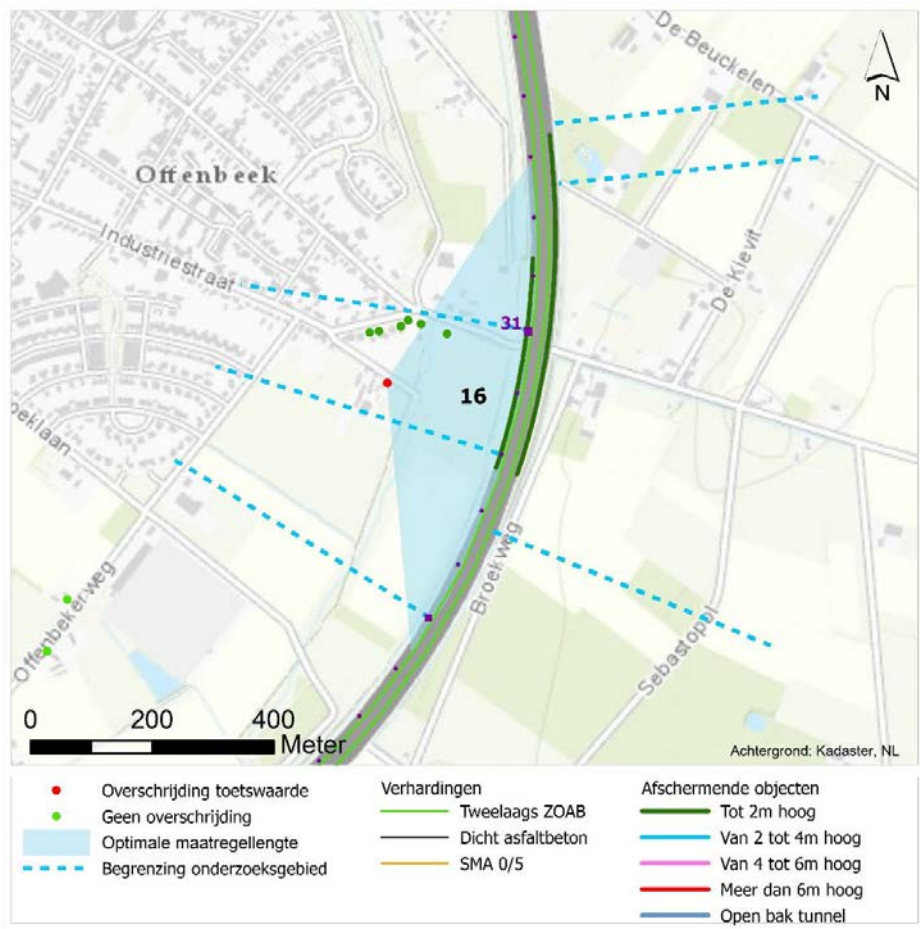 De Beuckelen
N
Offenbeek
Industriestraat
De Kievit
31
16
oeklaan
Broekweg
Offenbekerweg
Sebastopol
0 200 400
Meter
Achtergrond: Kadaster, NL
Overschrijding toetswaarde
Geen overschrijding
Optimale maatregellengte
Begrenzing onderzoeksgebied
Verhardingen
Tweelaags ZOAB
Dicht asfaltbeton
SMA 0/5
Afschermende objecten
Tot 2m hoog
Van 2 tot 4m hoog
Van 4 tot 6m hoog
Meer dan 6m hoog
Open bak tunnel